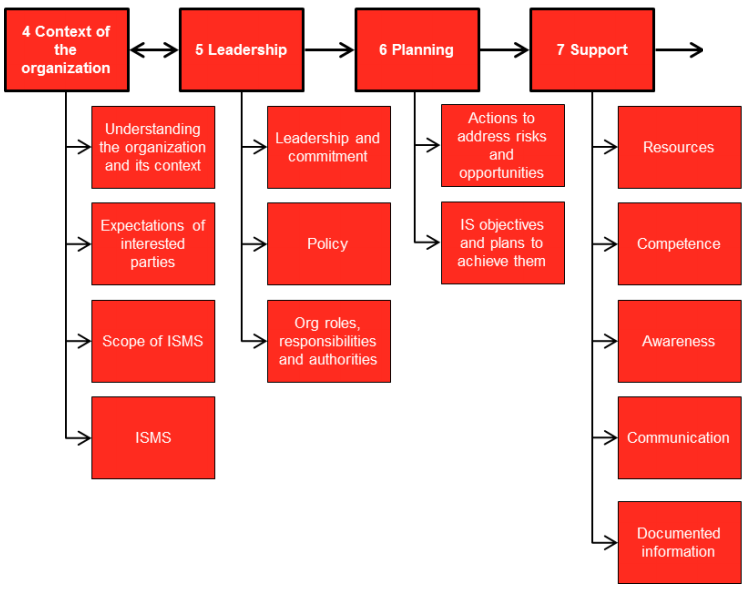 4 Context of
the
organization
5 Leadership
6 Planning
7 Support
Understanding
the organization
and its context
Expectations of
interested
parties
Scope of ISMS
ISMS
Leadership and
commitment
Policy
Org roles,
responsibilities
and authorities
Actions to
address risks
and
opportunities
IS objectives
and plans to
achieve them
Resources
Competence
Awareness
Communication
Documented
information